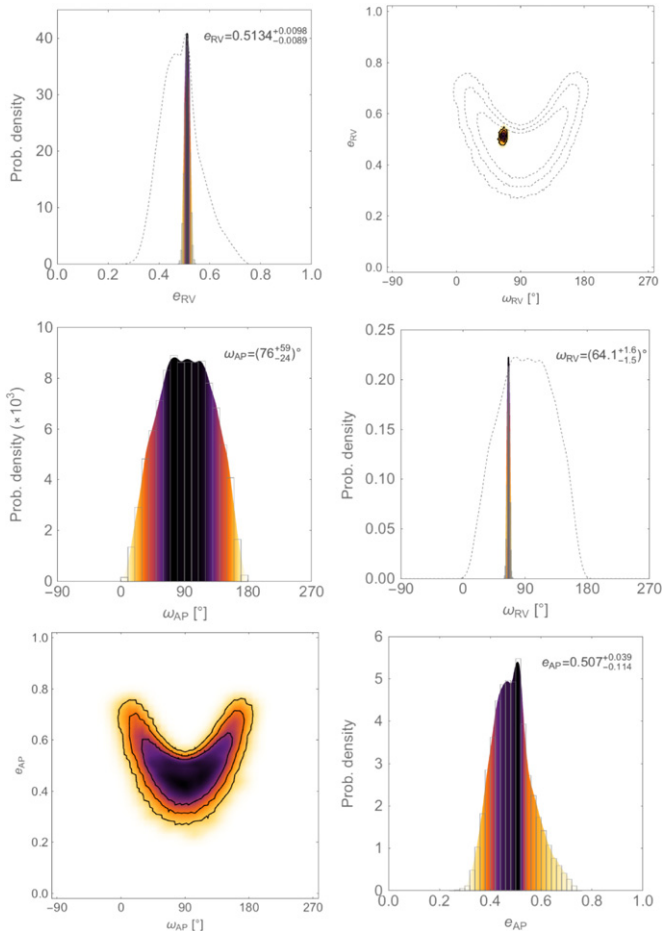 e_RV=0.5134 +0.0098 −0.0089
Prob. density
40
30
20
10
0
0.0 0.2 0.4 0.6 0.8 1.0
e_RV
e_RV
1.0
0.8
0.6
0.4
0.2
0.0
−90 0 90 180 270
ω_RV [°]
ω_AP=(76 +59 −24)°
Prob. density (×10³)
10
8
6
4
2
0
−90 0 90 180 270
ω_AP [°]
ω_RV=(64.1 +1.6 −1.5)°
Prob. density
0.25
0.20
0.15
0.10
0.05
0.00
−90 0 90 180 270
ω_RV [°]
e_AP
1.0
0.8
0.6
0.4
0.2
0.0
−90 0 90 180 270
ω_AP [°]
e_AP=0.507 +0.039 −0.114
Prob. density
6
5
4
3
2
1
0
0.0 0.2 0.4 0.6 0.8 1.0
e_AP